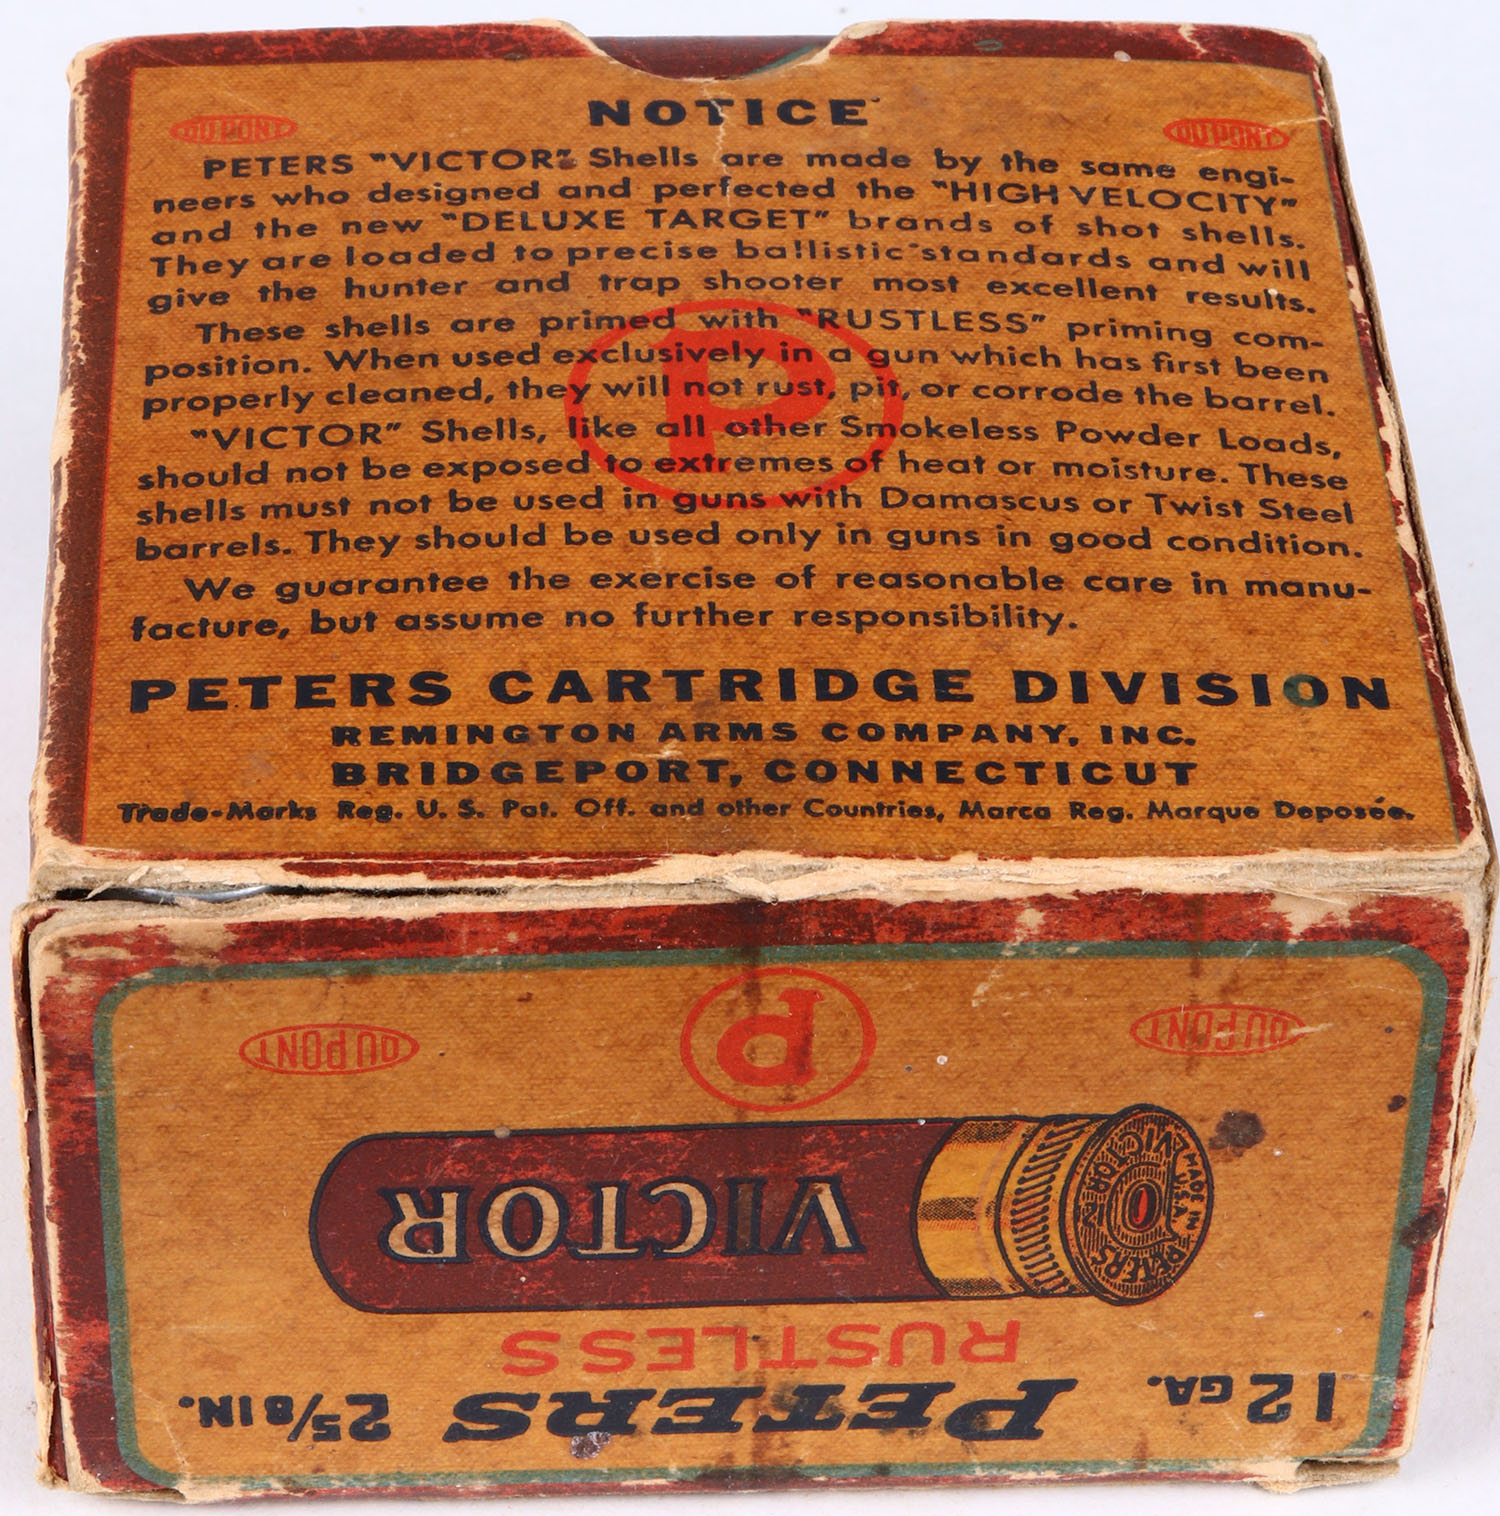 NOTICE
DU PONT
DU PONT
PETERS "VICTOR" Shells are made by the same engi-
neers who designed and perfected the "HIGH VELOCITY"
and the new "DELUXE TARGET" brands of shot shells.
They are loaded to precise ballistic standards and will
give the hunter and trap shooter most excellent results.
These shells are primed with "RUSTLESS" priming com-
position. When used exclusively in a gun which has first been
properly cleaned, they will not rust, pit, or corrode the barrel.
"VICTOR" Shells, like all other Smokeless Powder Loads,
should not be exposed to extremes of heat or moisture. These
shells must not be used in guns with Damascus or Twist Steel
barrels. They should be used only in guns in good condition.
We guarantee the exercise of reasonable care in manu-
facture, but assume no further responsibility.
P
PETERS CARTRIDGE DIVISION
REMINGTON ARMS COMPANY, INC.
BRIDGEPORT, CONNECTICUT
Trade-Marks Reg. U. S. Pat. Off. and other Countries, Marca Reg. Marque Deposée.
12 GA. PETERS 2 5/8 IN.
RUSTLESS
VICTOR
PETERS
VICTOR
MADE IN
U.S.A.
12
DU PONT
P
DU PONT